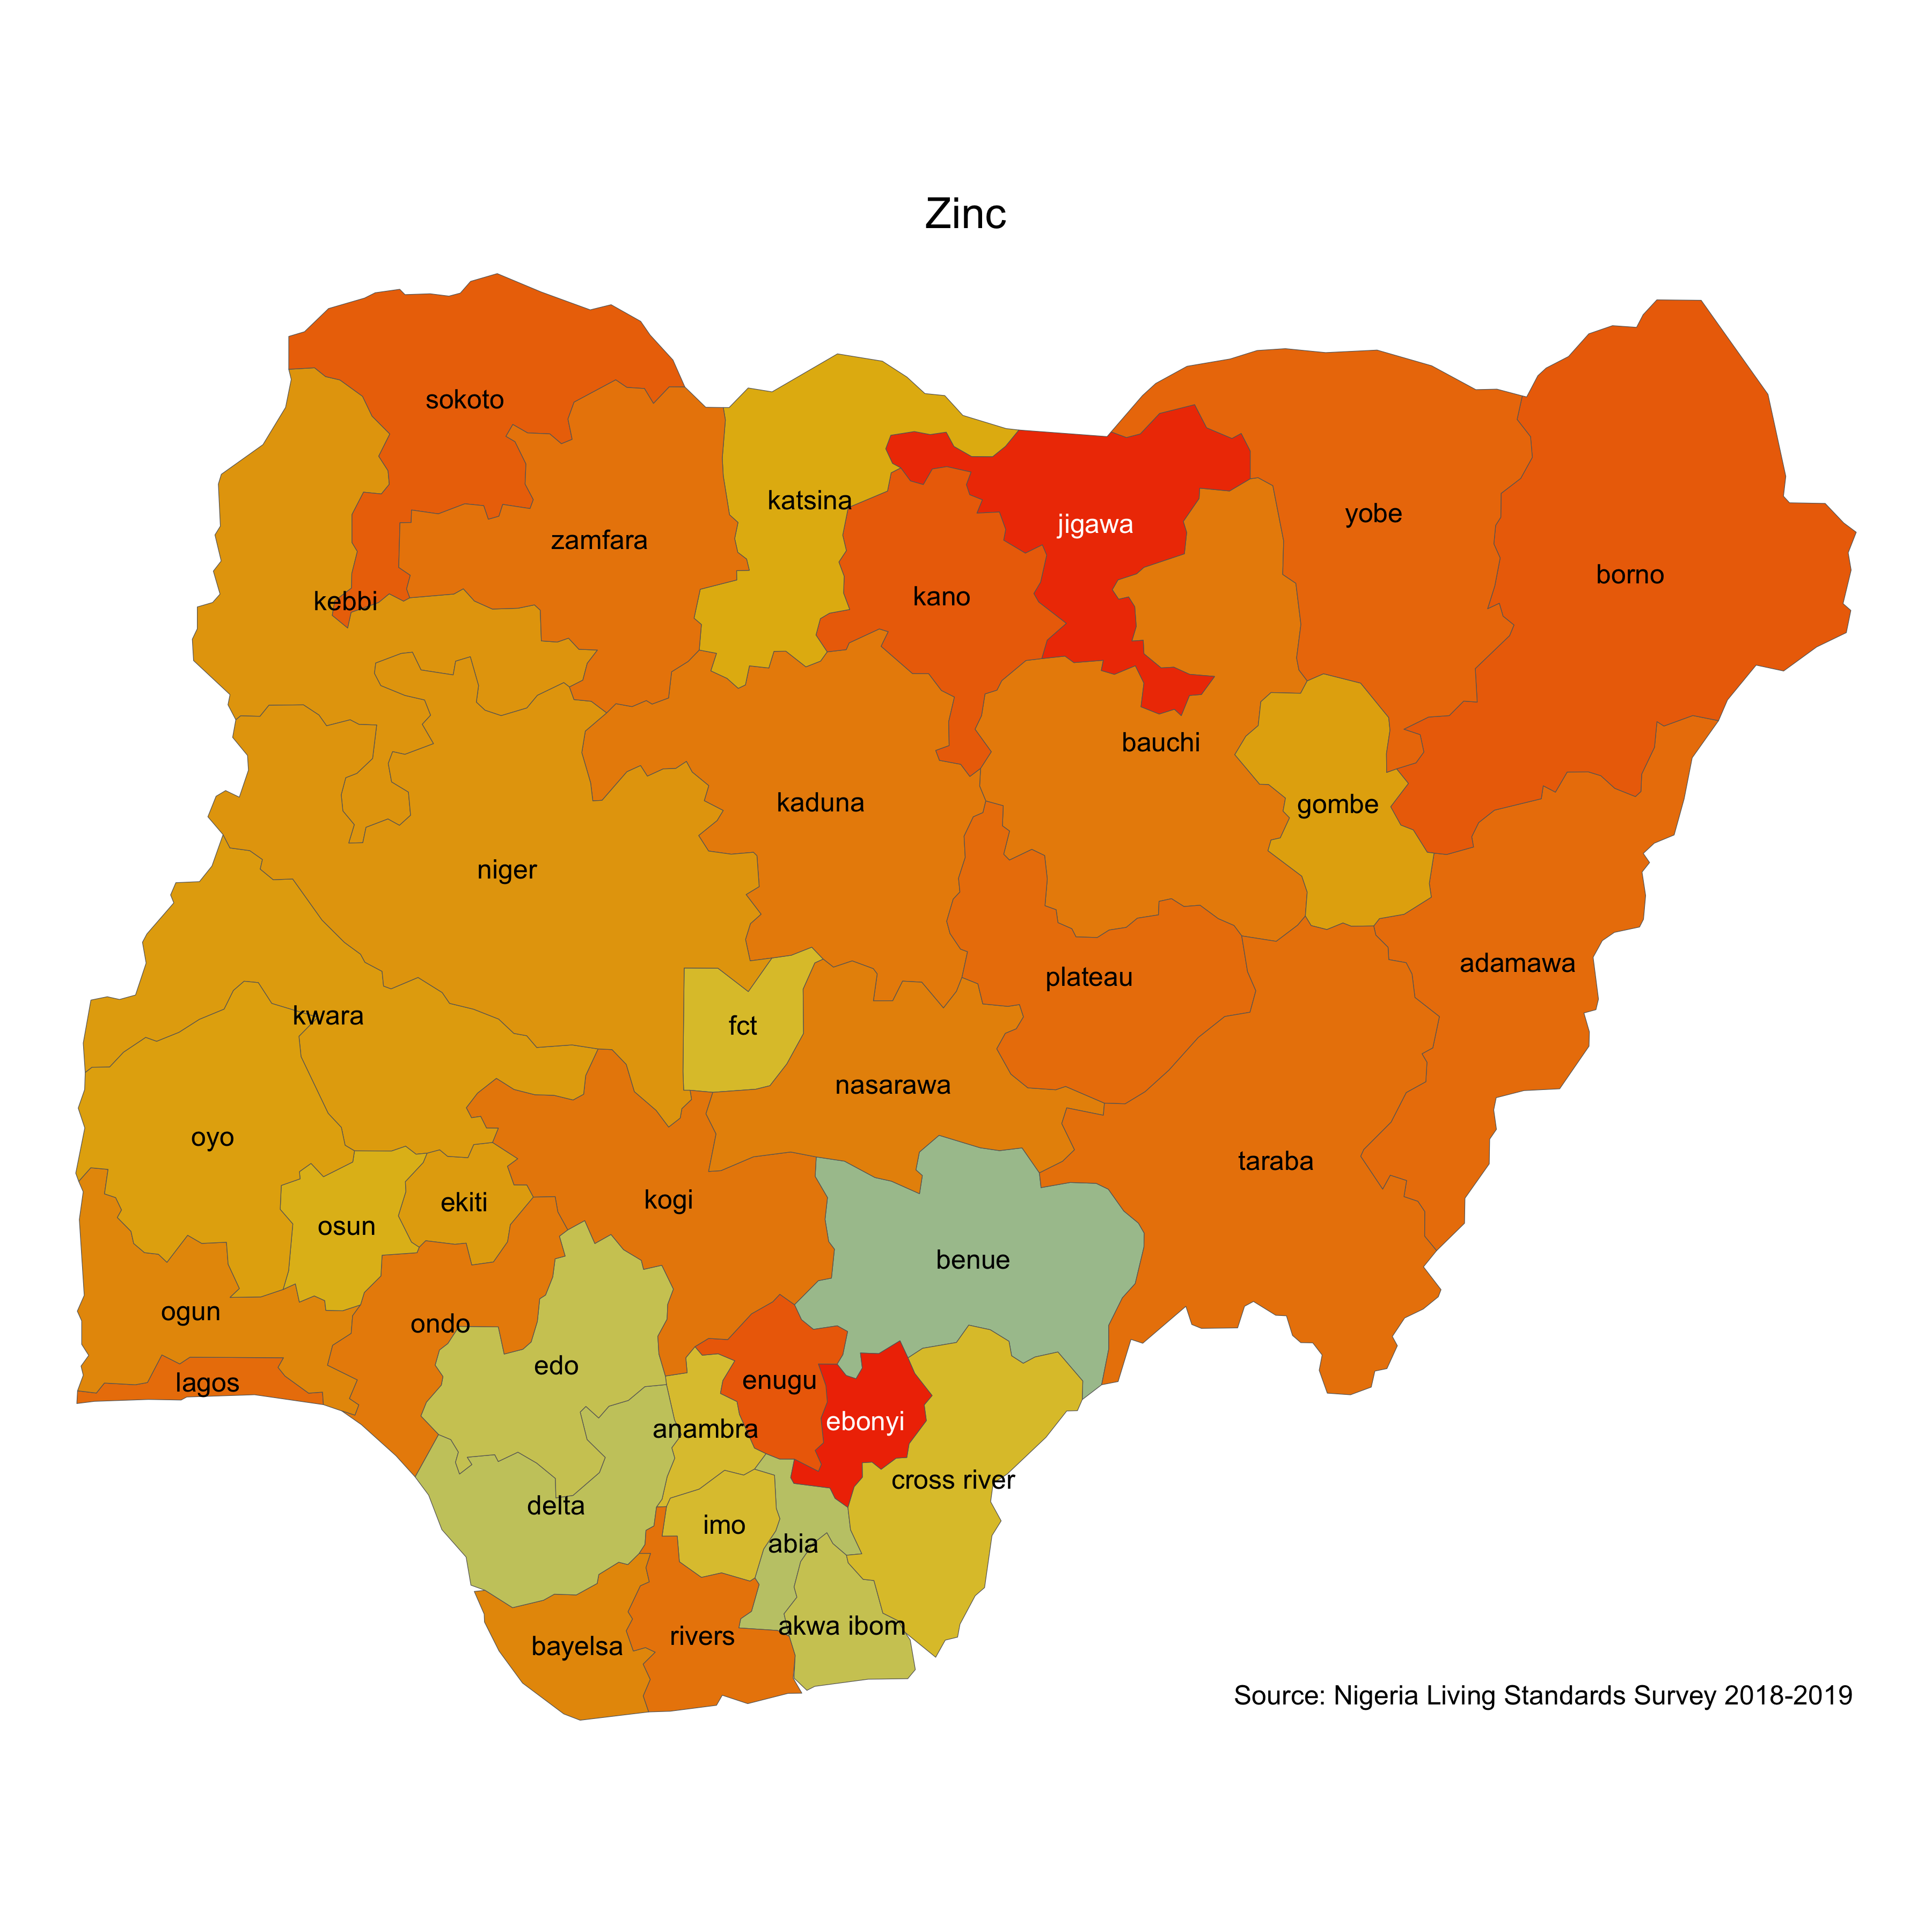 Zinc
sokoto
katsina
yobe
jigawa
zamfara
borno
kano
kebbi
bauchi
kaduna
gombe
niger
adamawa
plateau
kwara
fct
nasarawa
oyo
taraba
kogi
ekiti
osun
benue
ogun
ondo
edo
lagos
enugu
ebonyi
anambra
cross river
delta
imo
abia
akwa ibom
rivers
bayelsa
Source: Nigeria Living Standards Survey 2018-2019